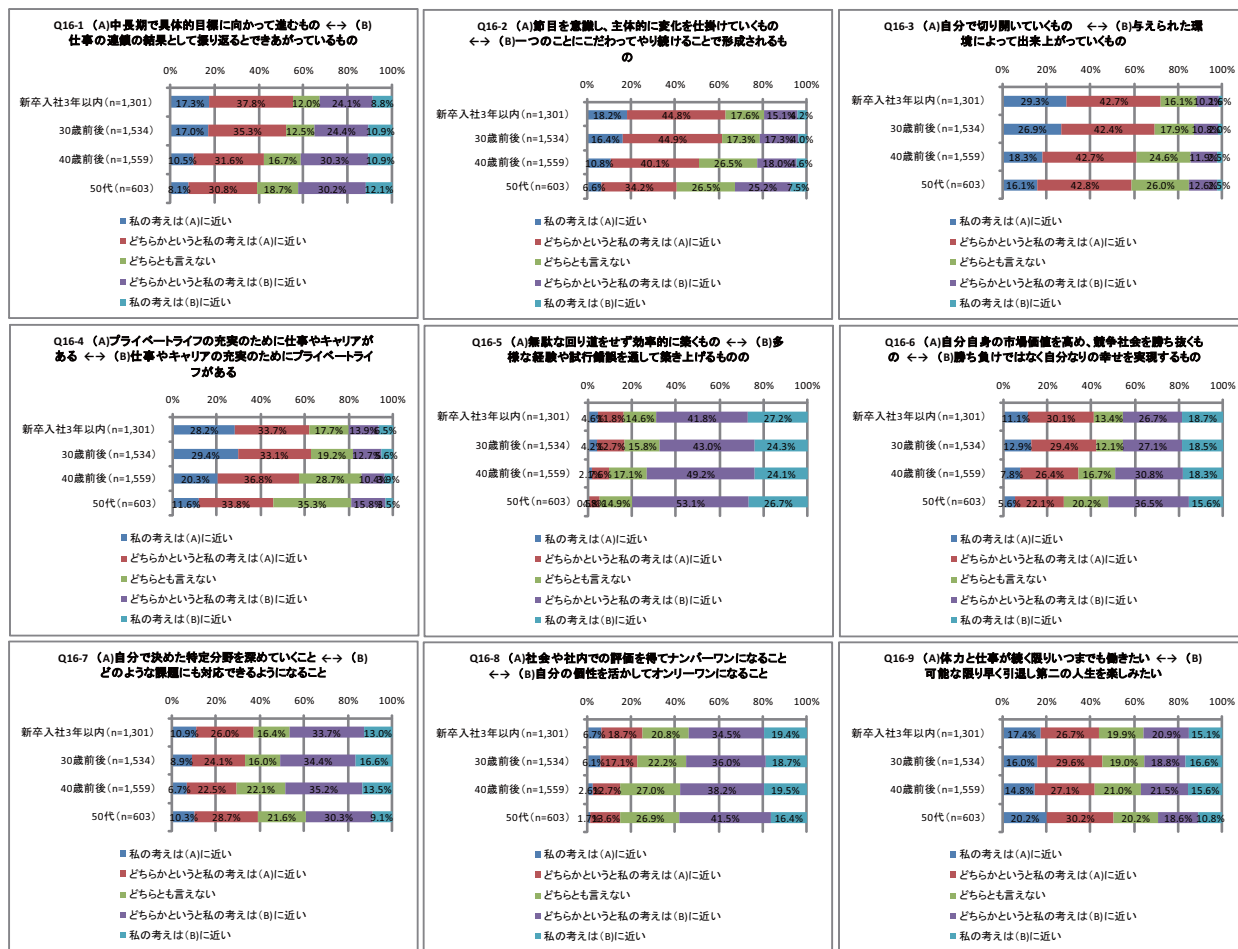 Q16-1 (A)中長期で具体的目標に向かって進むもの ←→ (B)
仕事の連鎖の結果として振り返るとできあがっているもの
0% 20% 40% 60% 80% 100%
新卒入社3年以内(n=1,301) 17.3% 37.8% 12.0% 24.1% 8.8%
30歳前後(n=1,534) 17.0% 35.3% 12.5% 24.4% 10.9%
40歳前後(n=1,559) 10.5% 31.6% 16.7% 30.3% 10.9%
50代(n=603) 8.1% 30.8% 18.7% 30.2% 12.1%
私の考えは(A)に近い
どちらかというと私の考えは(A)に近い
どちらとも言えない
どちらかというと私の考えは(B)に近い
私の考えは(B)に近い
Q16-2 (A)節目を意識し、主体的に変化を仕掛けていくもの
←→ (B)一つのことにこだわってやり続けることで形成されるも
の
0% 20% 40% 60% 80% 100%
新卒入社3年以内(n=1,301) 18.2% 44.8% 17.6% 15.1% 4.2%
30歳前後(n=1,534) 16.4% 44.9% 17.3% 17.3% 4.0%
40歳前後(n=1,559) 10.8% 40.1% 26.5% 18.0% 4.6%
50代(n=603) 6.6% 34.2% 26.5% 25.2% 7.5%
私の考えは(A)に近い
どちらかというと私の考えは(A)に近い
どちらとも言えない
どちらかというと私の考えは(B)に近い
私の考えは(B)に近い
Q16-3 (A)自分で切り開いていくもの ←→ (B)与えられた環
境によって出来上がっていくもの
0% 20% 40% 60% 80% 100%
新卒入社3年以内(n=1,301) 29.3% 42.7% 16.1% 10.2% 1.6%
30歳前後(n=1,534) 26.9% 42.4% 17.9% 10.8% 2.0%
40歳前後(n=1,559) 18.3% 42.7% 24.6% 11.9% 2.5%
50代(n=603) 16.1% 42.8% 26.0% 12.6% 2.5%
私の考えは(A)に近い
どちらかというと私の考えは(A)に近い
どちらとも言えない
どちらかというと私の考えは(B)に近い
私の考えは(B)に近い
Q16-4 (A)プライベートライフの充実のために仕事やキャリアが
ある ←→ (B)仕事やキャリアの充実のためにプライベートライ
フがある
0% 20% 40% 60% 80% 100%
新卒入社3年以内(n=1,301) 28.2% 33.7% 17.7% 13.9% 6.5%
30歳前後(n=1,534) 29.4% 33.1% 19.2% 12.7% 5.6%
40歳前後(n=1,559) 20.3% 36.8% 28.7% 10.4%
50代(n=603) 11.6% 33.8% 35.3% 15.8% 3.5%
私の考えは(A)に近い
どちらかというと私の考えは(A)に近い
どちらとも言えない
どちらかというと私の考えは(B)に近い
私の考えは(B)に近い
Q16-5 (A)無駄な回り道をせず効率的に築くもの ←→ (B)多
様な経験や試行錯誤を通して築き上げるものの
0% 20% 40% 60% 80% 100%
新卒入社3年以内(n=1,301) 4.6% 11.8% 14.6% 41.8% 27.2%
30歳前後(n=1,534) 4.2% 12.7% 15.8% 43.0% 24.3%
40歳前後(n=1,559) 7.6% 17.1% 49.2% 24.1%
50代(n=603) 14.9% 53.1% 26.7%
私の考えは(A)に近い
どちらかというと私の考えは(A)に近い
どちらとも言えない
どちらかというと私の考えは(B)に近い
私の考えは(B)に近い
Q16-6 (A)自分自身の市場価値を高め、競争社会を勝ち抜くも
の ←→ (B)勝ち負けではなく自分なりの幸せを実現するもの
0% 20% 40% 60% 80% 100%
新卒入社3年以内(n=1,301) 11.1% 30.1% 13.4% 26.7% 18.7%
30歳前後(n=1,534) 12.9% 29.4% 12.1% 27.1% 18.5%
40歳前後(n=1,559) 7.8% 26.4% 16.7% 30.8% 18.3%
50代(n=603) 5.6% 22.1% 20.2% 36.5% 15.6%
私の考えは(A)に近い
どちらかというと私の考えは(A)に近い
どちらとも言えない
どちらかというと私の考えは(B)に近い
私の考えは(B)に近い
Q16-7 (A)自分で決めた特定分野を深めていくこと ←→ (B)
どのような課題にも対応できるようになること
0% 20% 40% 60% 80% 100%
新卒入社3年以内(n=1,301) 10.9% 26.0% 16.4% 33.7% 13.0%
30歳前後(n=1,534) 8.9% 24.1% 16.0% 34.4% 16.6%
40歳前後(n=1,559) 6.7% 22.5% 22.1% 35.2% 13.5%
50代(n=603) 10.3% 28.7% 21.6% 30.3% 9.1%
私の考えは(A)に近い
どちらかというと私の考えは(A)に近い
どちらとも言えない
どちらかというと私の考えは(B)に近い
私の考えは(B)に近い
Q16-8 (A)社会や社内での評価を得てナンバーワンになること
←→ (B)自分の個性を活かしてオンリーワンになること
0% 20% 40% 60% 80% 100%
新卒入社3年以内(n=1,301) 6.7% 18.7% 20.8% 34.5% 19.4%
30歳前後(n=1,534) 6.1% 17.1% 22.2% 36.0% 18.7%
40歳前後(n=1,559) 2.6% 12.7% 27.0% 38.2% 19.5%
50代(n=603) 1.7% 13.6% 26.9% 41.5% 16.4%
私の考えは(A)に近い
どちらかというと私の考えは(A)に近い
どちらとも言えない
どちらかというと私の考えは(B)に近い
私の考えは(B)に近い
Q16-9 (A)体力と仕事が続く限りいつまでも働きたい ←→ (B)
可能な限り早く引退し第二の人生を楽しみたい
0% 20% 40% 60% 80% 100%
新卒入社3年以内(n=1,301) 17.4% 26.7% 19.9% 20.9% 15.1%
30歳前後(n=1,534) 16.0% 29.6% 19.0% 18.8% 16.6%
40歳前後(n=1,559) 14.8% 27.1% 21.0% 21.5% 15.6%
50代(n=603) 20.2% 30.2% 20.2% 18.6% 10.8%
私の考えは(A)に近い
どちらかというと私の考えは(A)に近い
どちらとも言えない
どちらかというと私の考えは(B)に近い
私の考えは(B)に近い